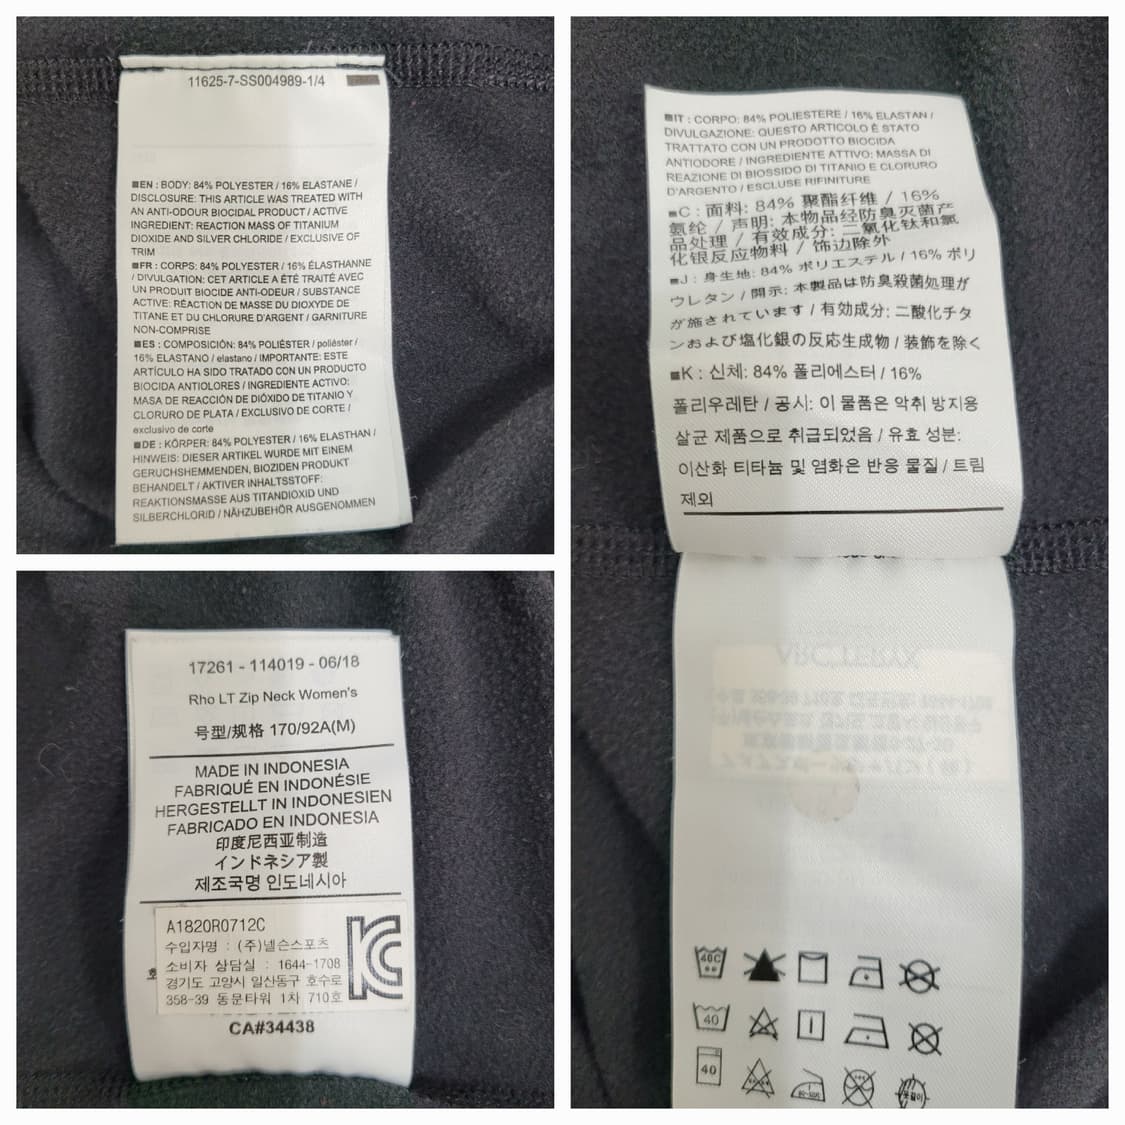 11625-7-SS004989-1/4
■EN : BODY: 84% POLYESTER / 16% ELASTANE /
DISCLOSURE: THIS ARTICLE WAS TREATED WITH
AN ANTI-ODOUR BIOCIDAL PRODUCT / ACTIVE
INGREDIENT: REACTION MASS OF TITANIUM
DIOXIDE AND SILVER CHLORIDE / EXCLUSIVE OF
TRIM
■FR : CORPS: 84% POLYESTER / 16% ÉLASTHANNE
/ DIVULGATION: CET ARTICLE A ÉTÉ TRAITÉ AVEC
UN PRODUIT BIOCIDE ANTI-ODEUR / SUBSTANCE
ACTIVE: RÉACTION DE MASSE DU DIOXYDE DE
TITANE ET DU CHLORURE D'ARGENT / GARNITURE
NON-COMPRISE
■ES : COMPOSICIÓN: 84% POLIÉSTER / poliéster /
16% ELASTANO / elastano / IMPORTANTE: ESTE
ARTÍCULO HA SIDO TRATADO CON UN PRODUCTO
BIOCIDA ANTIOLORES / INGREDIENTE ACTIVO:
MASA DE REACCIÓN DE DIÓXIDO DE TITANIO Y
CLORURO DE PLATA / EXCLUSIVO DE CORTE /
exclusivo de corte
■DE : KÖRPER: 84% POLYESTER / 16% ELASTHAN /
HINWEIS: DIESER ARTIKEL WURDE MIT EINEM
GERUCHSHEMMENDEN, BIOZIDEN PRODUKT
BEHANDELT / AKTIVER INHALTSSTOFF:
REAKTIONSMASSE AUS TITANDIOXID UND
SILBERCHLORID / NÄHZUBEHÖR AUSGENOMMEN
17261 - 114019 - 06/18
Rho LT Zip Neck Women's
号型/规格 170/92A(M)
MADE IN INDONESIA
FABRIQUÉ EN INDONÉSIE
HERGESTELLT IN INDONESIEN
FABRICADO EN INDONESIA
印度尼西亚制造
インドネシア製
제조국명 인도네시아
A1820R0712C
수입자명 : (주)넬슨스포츠
소비자 상담실 : 1644-1708
경기도 고양시 일산동구 호수로
358-39 동문타워 1차 710호
CA#34438
■IT : CORPO: 84% POLIESTERE / 16% ELASTAN /
DIVULGAZIONE: QUESTO ARTICOLO È STATO
TRATTATO CON UN PRODOTTO BIOCIDA
ANTIODORE / INGREDIENTE ATTIVO: MASSA DI
REAZIONE DI BIOSSIDO DI TITANIO E CLORURO
D'ARGENTO / ESCLUSE RIFINITURE
■C : 面料: 84% 聚酯纤维 / 16%
氨纶 / 声明: 本物品经防臭灭菌产
品处理 / 有效成分: 二氧化钛和氯
化银反应物料 / 饰边除外
■J : 身生地: 84% ポリエステル / 16% ポリ
ウレタン / 開示: 本製品は防臭殺菌処理が
が施されています / 有効成分: 二酸化チタ
ンおよび塩化銀の反応生成物 / 装飾を除く
■K : 신체: 84% 폴리에스터 / 16%
폴리우레탄 / 공시: 이 물품은 악취 방지용
살균 제품으로 취급되었음 / 유효 성분:
이산화 티타늄 및 염화은 반응 물질 / 트림
제외
40C
40
40